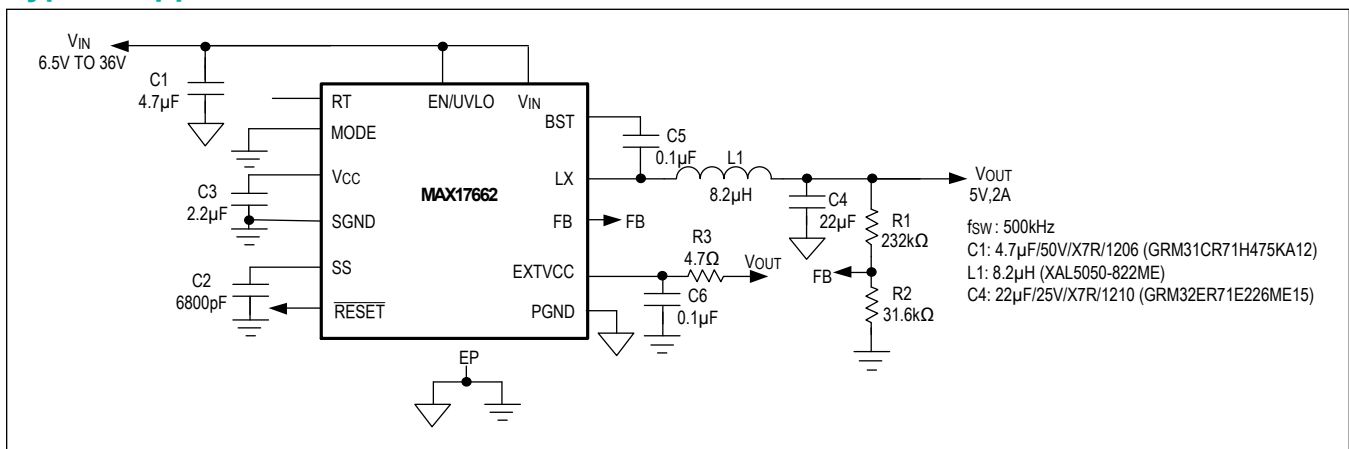 VIN
6.5V TO 36V
C1
4.7µF
RT
EN/UVLO
VIN
MODE
BST
C5
0.1µF
L1
8.2µH
VCC
C3
2.2µF
MAX17662
LX
VOUT
5V,2A
C4
22µF
R1
232kΩ
SGND
FB
FB
fSW : 500kHz
C1: 4.7µF/50V/X7R/1206 (GRM31CR71H475KA12)
L1: 8.2µH (XAL5050-822ME)
C4: 22µF/25V/X7R/1210 (GRM32ER71E226ME15)
R3
4.7Ω
VOUT
SS
EXTVCC
FB
C2
6800pF
C6
0.1µF
R2
31.6kΩ
RESET
PGND
EP